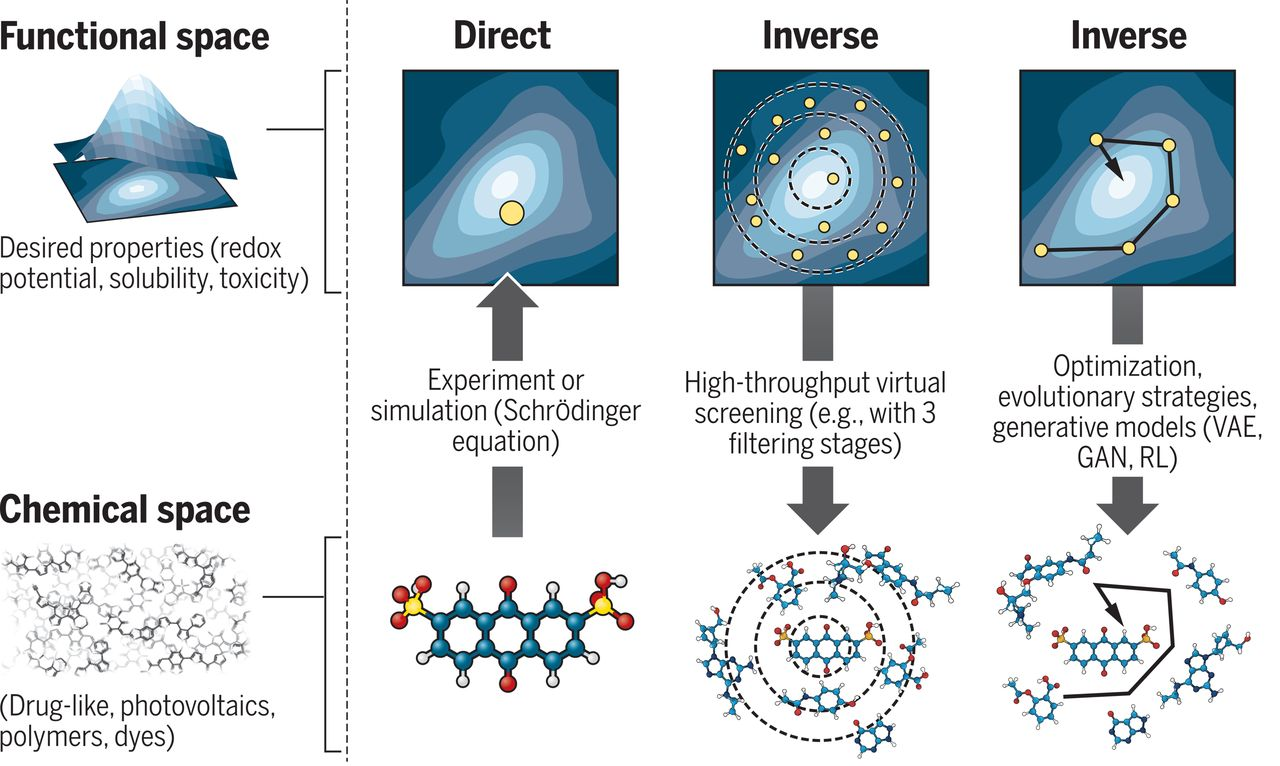 Functional space
Desired properties (redox
potential, solubility, toxicity)
Chemical space
(Drug-like, photovoltaics,
polymers, dyes)
Direct
Experiment or
simulation (Schrödinger
equation)
Inverse
High-throughput virtual
screening (e.g., with 3
filtering stages)
Inverse
Optimization,
evolutionary strategies,
generative models (VAE,
GAN, RL)